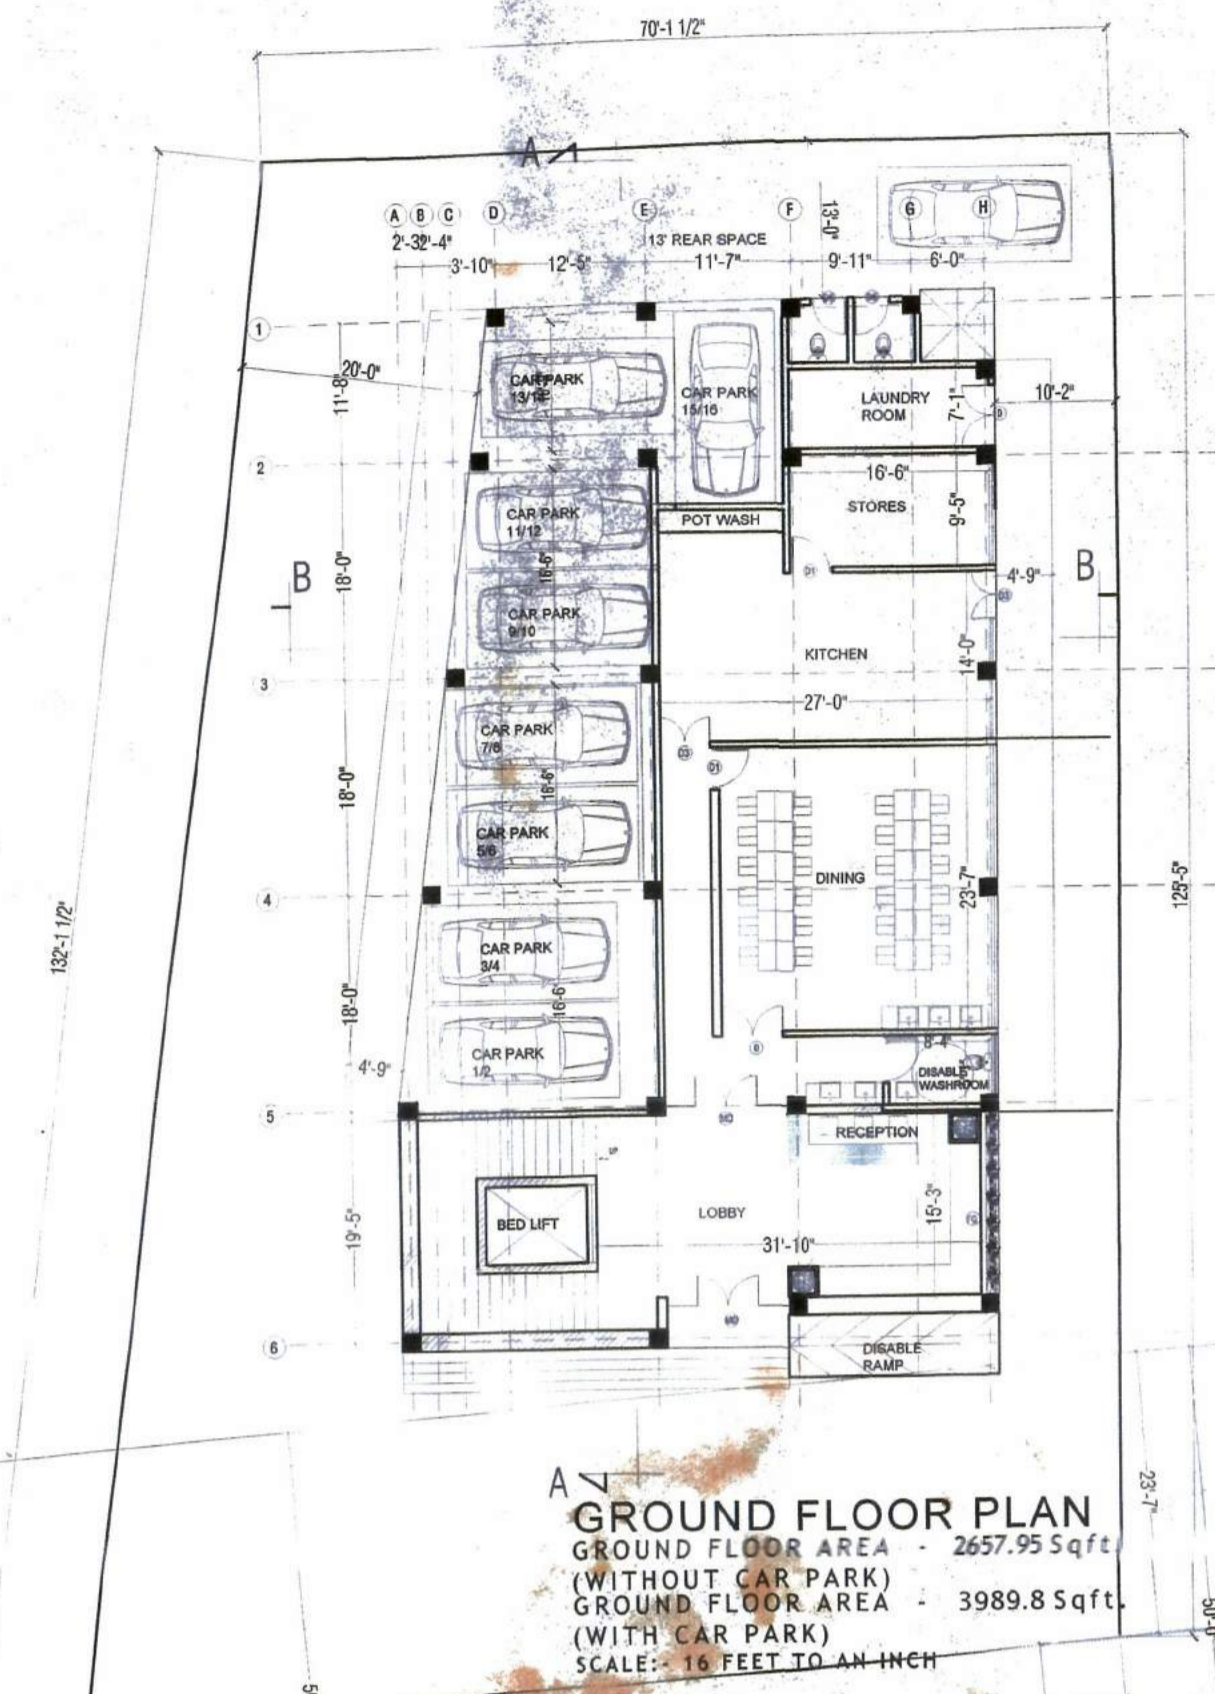 70'-1 1/2"
A
A B C D E F G H
13'-0"
13' REAR SPACE
3'-10" 12'-5" 11'-7" 9'-11" 6'-0"
1
20'-0"
11'-8"
CAR PARK
CAR PARK
15/16
LAUNDRY
ROOM
7'-1"
10'-2"
D
2
16'-6"
CAR PARK
11/12
POT WASH
STORES
9'-5"
B
18'-0"
16'-6"
D1
4'-9"
B
CAR PARK
9/10
KITCHEN
14'-0"
3
27'-0"
CAR PARK
7/8
D3
D1
18'-0"
16'-6"
CAR PARK
5/6
DINING
23'-7"
125'-5"
4
132'-1 1/2"
CAR PARK
3/4
18'-0"
16'-6"
CAR PARK
1/2
4'-9"
D
8'-4"
DISABLE
WASHROOM
5
RECEPTION
BED LIFT
LOBBY
15'-3"
19'-5"
31'-10"
6
DISABLE
RAMP
A
23'-7"
GROUND FLOOR PLAN
GROUND FLOOR AREA - 2657.95 Sqft.
(WITHOUT CAR PARK)
GROUND FLOOR AREA - 3989.8 Sqft.
(WITH CAR PARK)
SCALE:- 16 FEET TO AN INCH